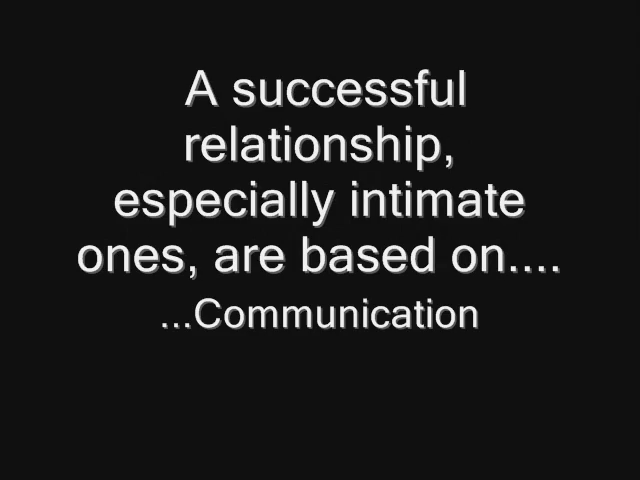 A successful
relationship,
especially intimate
ones, are based on....
...Communication